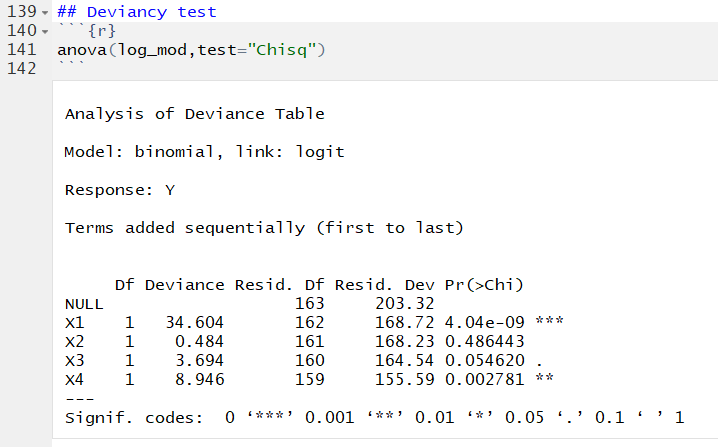 139 ## Deviancy test
140 ```{r}
141 anova(log_mod,test="Chisq")
142 ```
Analysis of Deviance Table
Model: binomial, link: logit
Response: Y
Terms added sequentially (first to last)
     Df Deviance Resid. Df Resid. Dev Pr(>Chi)
NULL                   163     203.32
X1    1   34.604       162     168.72 4.04e-09 ***
X2    1    0.484       161     168.23 0.486443
X3    1    3.694       160     164.54 0.054620 .
X4    1    8.946       159     155.59 0.002781 **
---
Signif. codes:  0 ‘***’ 0.001 ‘**’ 0.01 ‘*’ 0.05 ‘.’ 0.1 ‘ ’ 1